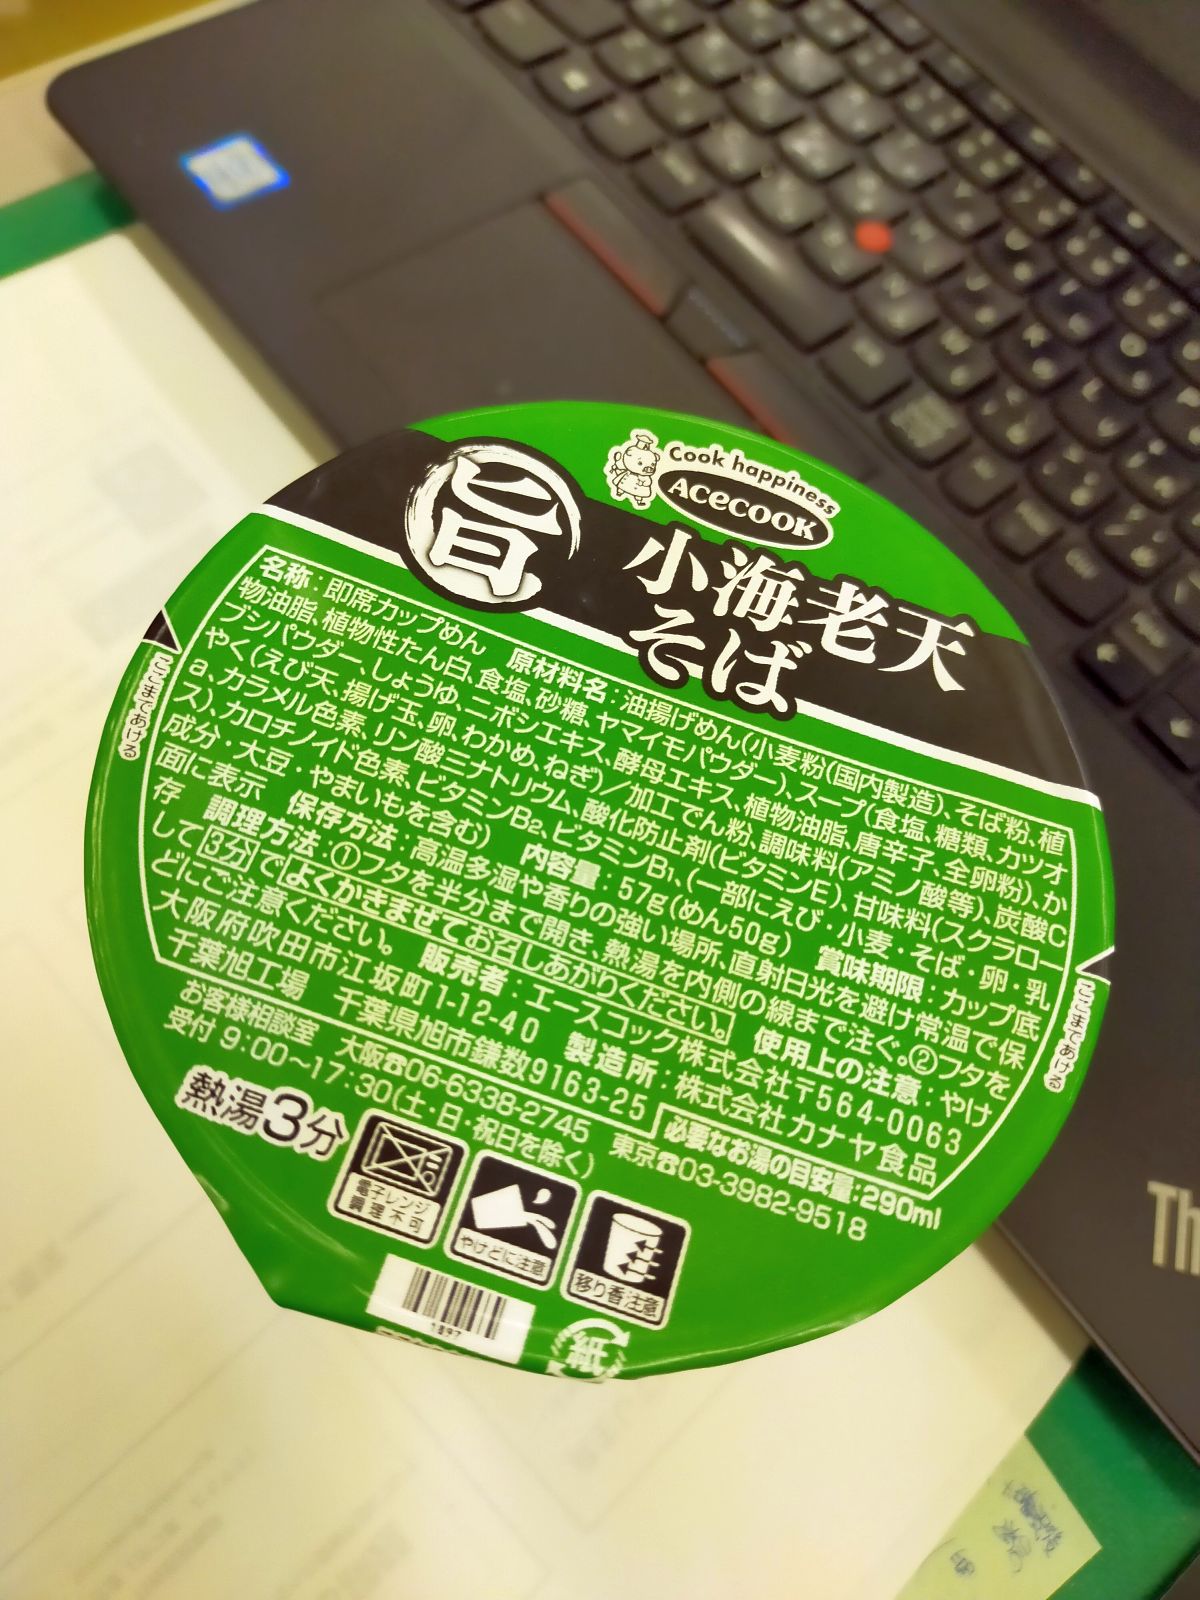 Cook happiness
ACECOOK
旨
小海老天
そば
名称：即席カップめん 原材料名：油揚げめん(小麦粉(国内製造)、そば粉、植
物油脂、植物性たん白、食塩、砂糖、ヤマイモパウダー)、スープ(食塩、糖類、カツオ
ブシパウダー、しょうゆ、ニボシエキス、酵母エキス、植物油脂、唐辛子、全卵粉)、か
やく(えび天、揚げ玉、卵、わかめ、ねぎ)／加工でん粉、調味料(アミノ酸等)、炭酸C
a、カラメル色素、リン酸三ナトリウム、酸化防止剤(ビタミンE)、甘味料(スクラロー
ス)、カロチノイド色素、ビタミンB2、ビタミンB1、(一部にえび・小麦・そば・卵・乳
成分・大豆・やまいもを含む) 内容量：57g(めん50g) 賞味期限：カップ底
面に表示 保存方法：高温多湿や香りの強い場所、直射日光を避け常温で保
存 調理方法：①フタを半分まで開き、熱湯を内側の線まで注ぐ。②フタを
して3分でよくかきまぜてお召しあがりください。 使用上の注意：やけ
どにご注意ください。 販売者：エースコック株式会社〒564-0063
大阪府吹田市江坂町1-12-40 製造所：株式会社カナヤ食品
千葉旭工場 千葉県旭市鎌数9163-25
必要なお湯の目安量：290ml
お客様相談室 大阪☎06-6338-2745 東京☎03-3982-9518
受付 9:00～17:30(土・日・祝日を除く)
ここまであける
ここまであける
熱湯3分
電子レンジ
調理不可
やけどに注意
移り香注意
1897
紙
Th